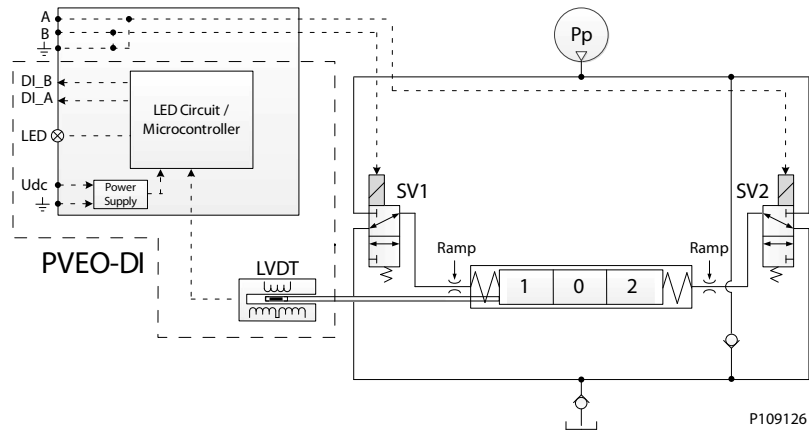 A
B
DI_B
DI_A
LED
Udc
LED Circuit /
Microcontroller
Power
Supply
PVEO-DI
LVDT
Pp
SV1
SV2
Ramp
Ramp
1 0 2
P109126